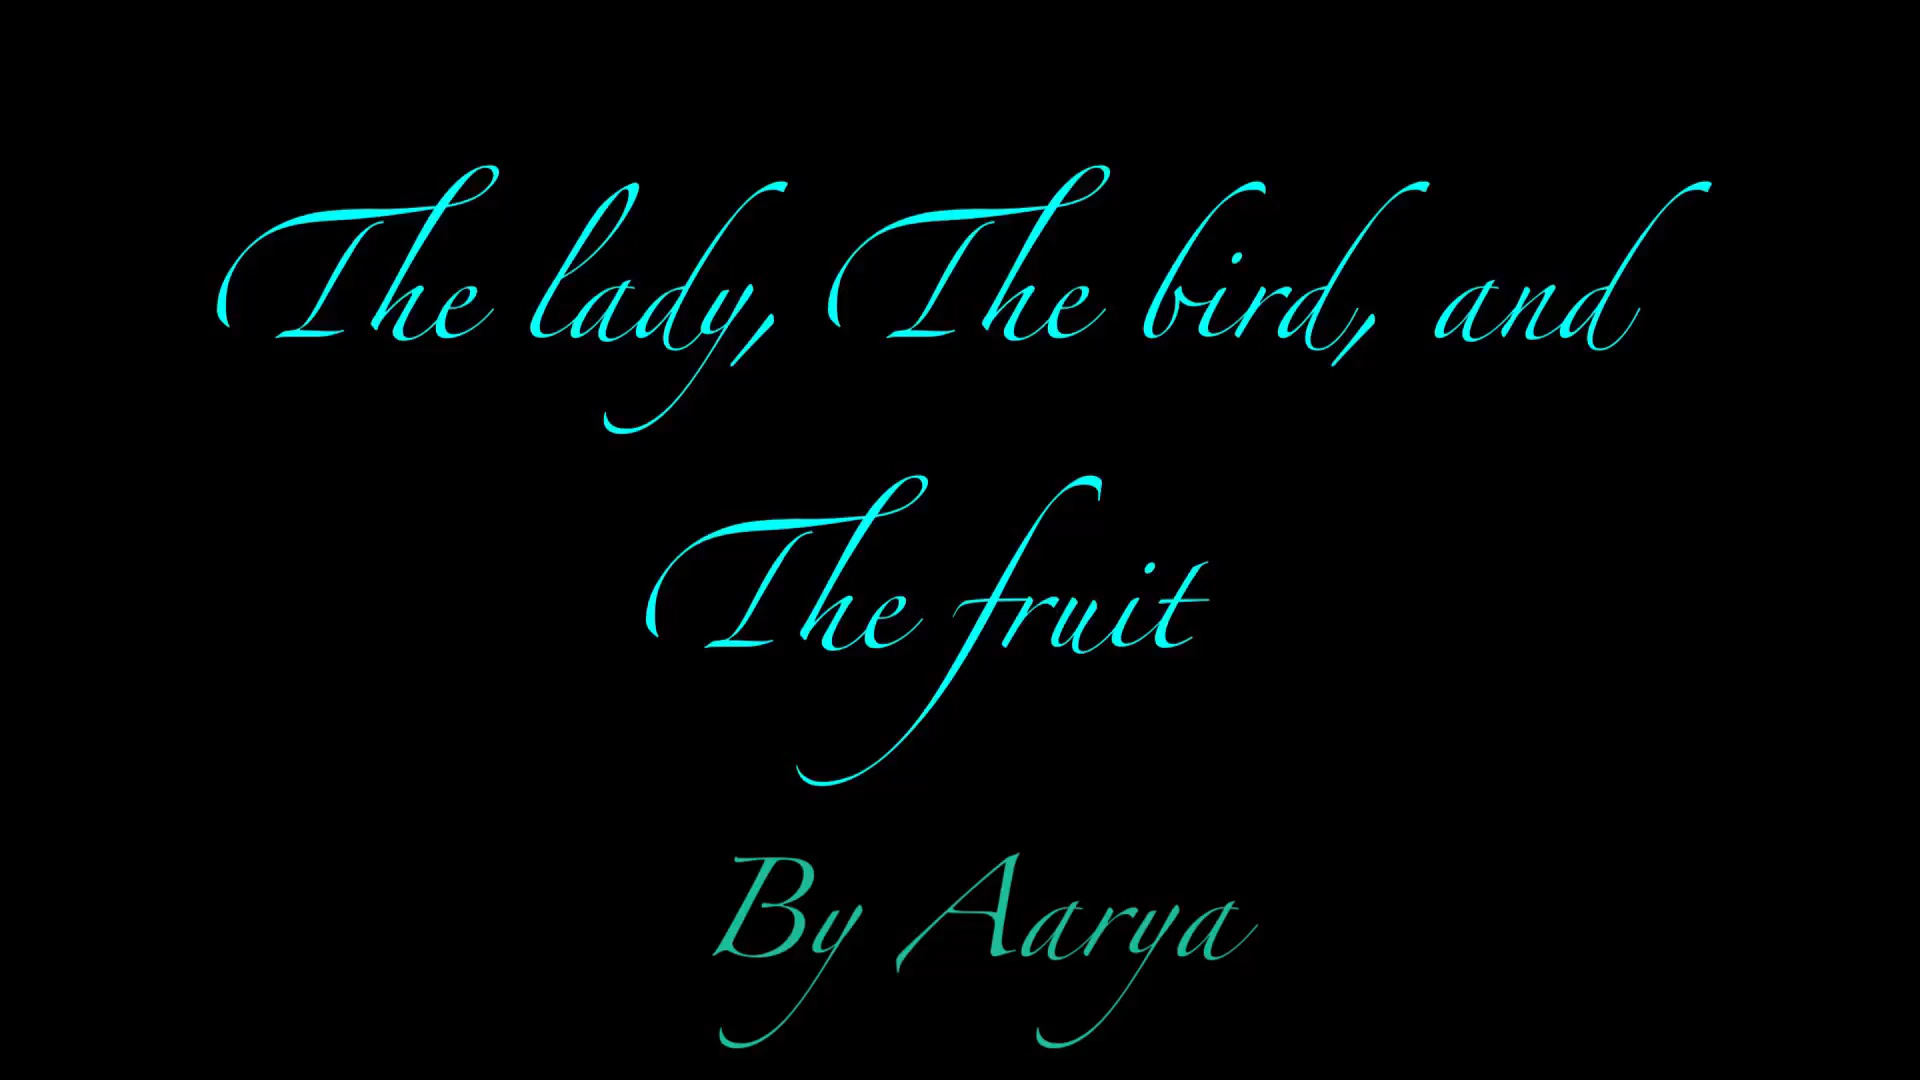 The lady, The bird, and
The fruit
By Aarya